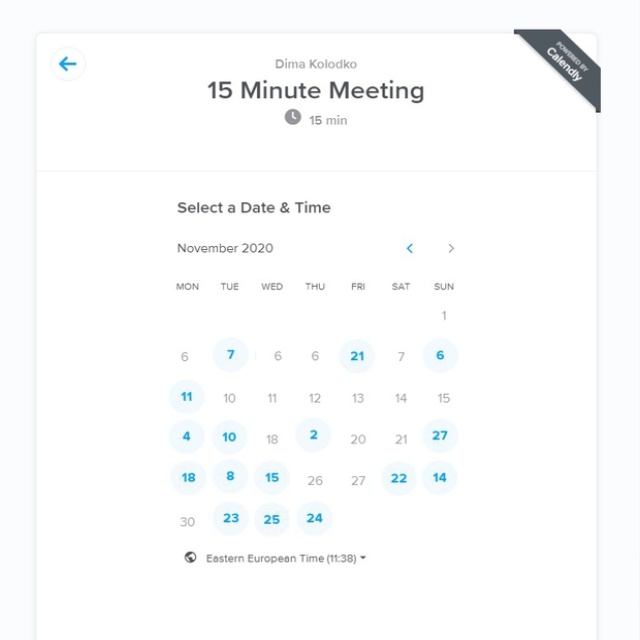 POWERED BY
Calendly
Dima Kolodko
15 Minute Meeting
15 min
Select a Date & Time
November 2020
MON TUE WED THU FRI SAT SUN
1
6 7 6 6 21 7 6
11 10 11 12 13 14 15
4 10 18 2 20 21 27
18 8 15 26 27 22 14
30 23 25 24
Eastern European Time (11:38)